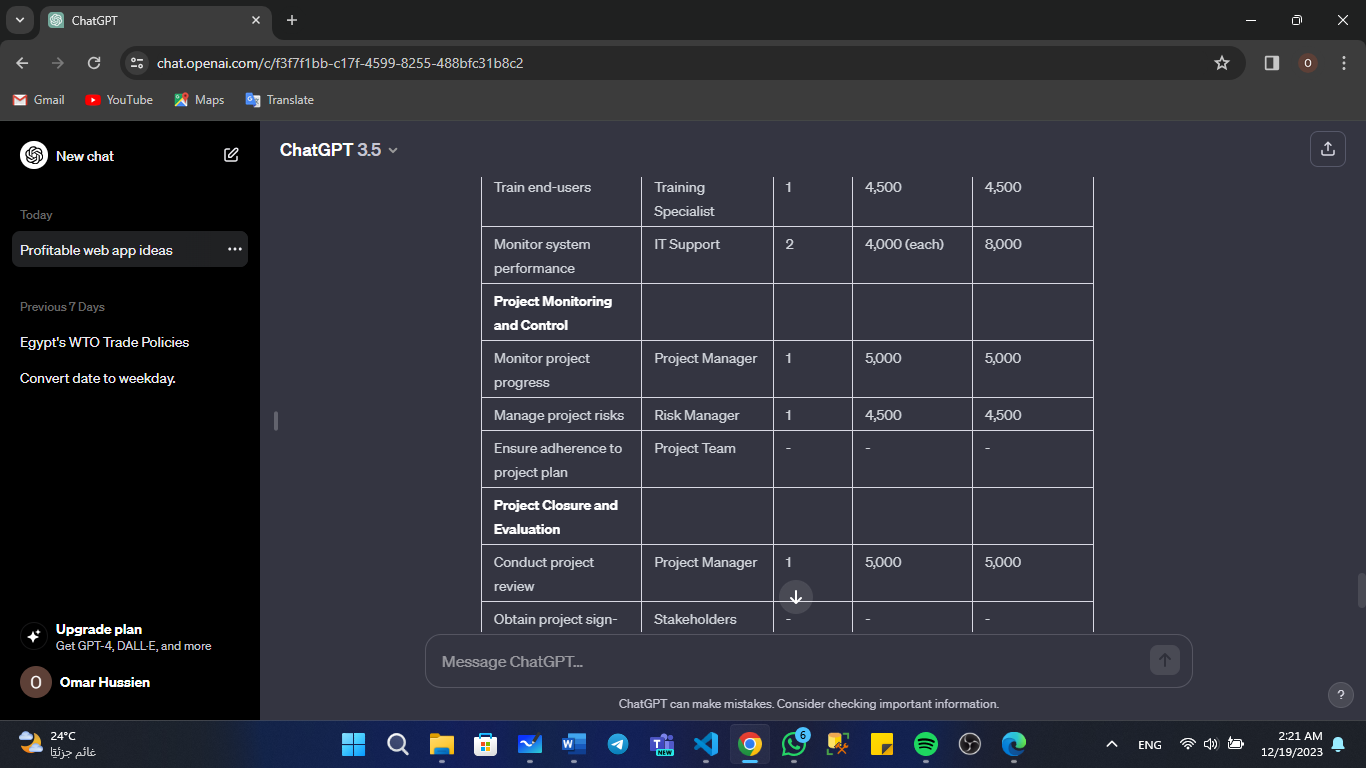 ChatGPT
chat.openai.com/c/f3f7f1bb-c17f-4599-8255-488bfc31b8c2
O
Gmail
YouTube
Maps
Translate
New chat
Today
Profitable web app ideas
Previous 7 Days
Egypt's WTO Trade Policies
Convert date to weekday.
Upgrade plan
Get GPT-4, DALL·E, and more
O
Omar Hussien
ChatGPT 3.5
Train end-users Training 1 4,500 4,500
Specialist
Monitor system IT Support 2 4,000 (each) 8,000
performance
Project Monitoring
and Control
Monitor project Project Manager 1 5,000 5,000
progress
Manage project risks Risk Manager 1 4,500 4,500
Ensure adherence to Project Team - - -
project plan
Project Closure and
Evaluation
Conduct project Project Manager 1 5,000 5,000
review
Obtain project sign- Stakeholders - - -
Message ChatGPT...
ChatGPT can make mistakes. Consider checking important information.
?
24°C
غائم جزئيًا
NEW
6
ENG
2:21 AM
12/19/2023